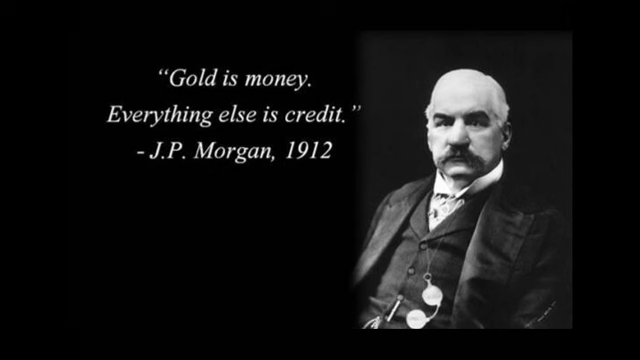 “Gold is money.
Everything else is credit.”
- J.P. Morgan, 1912